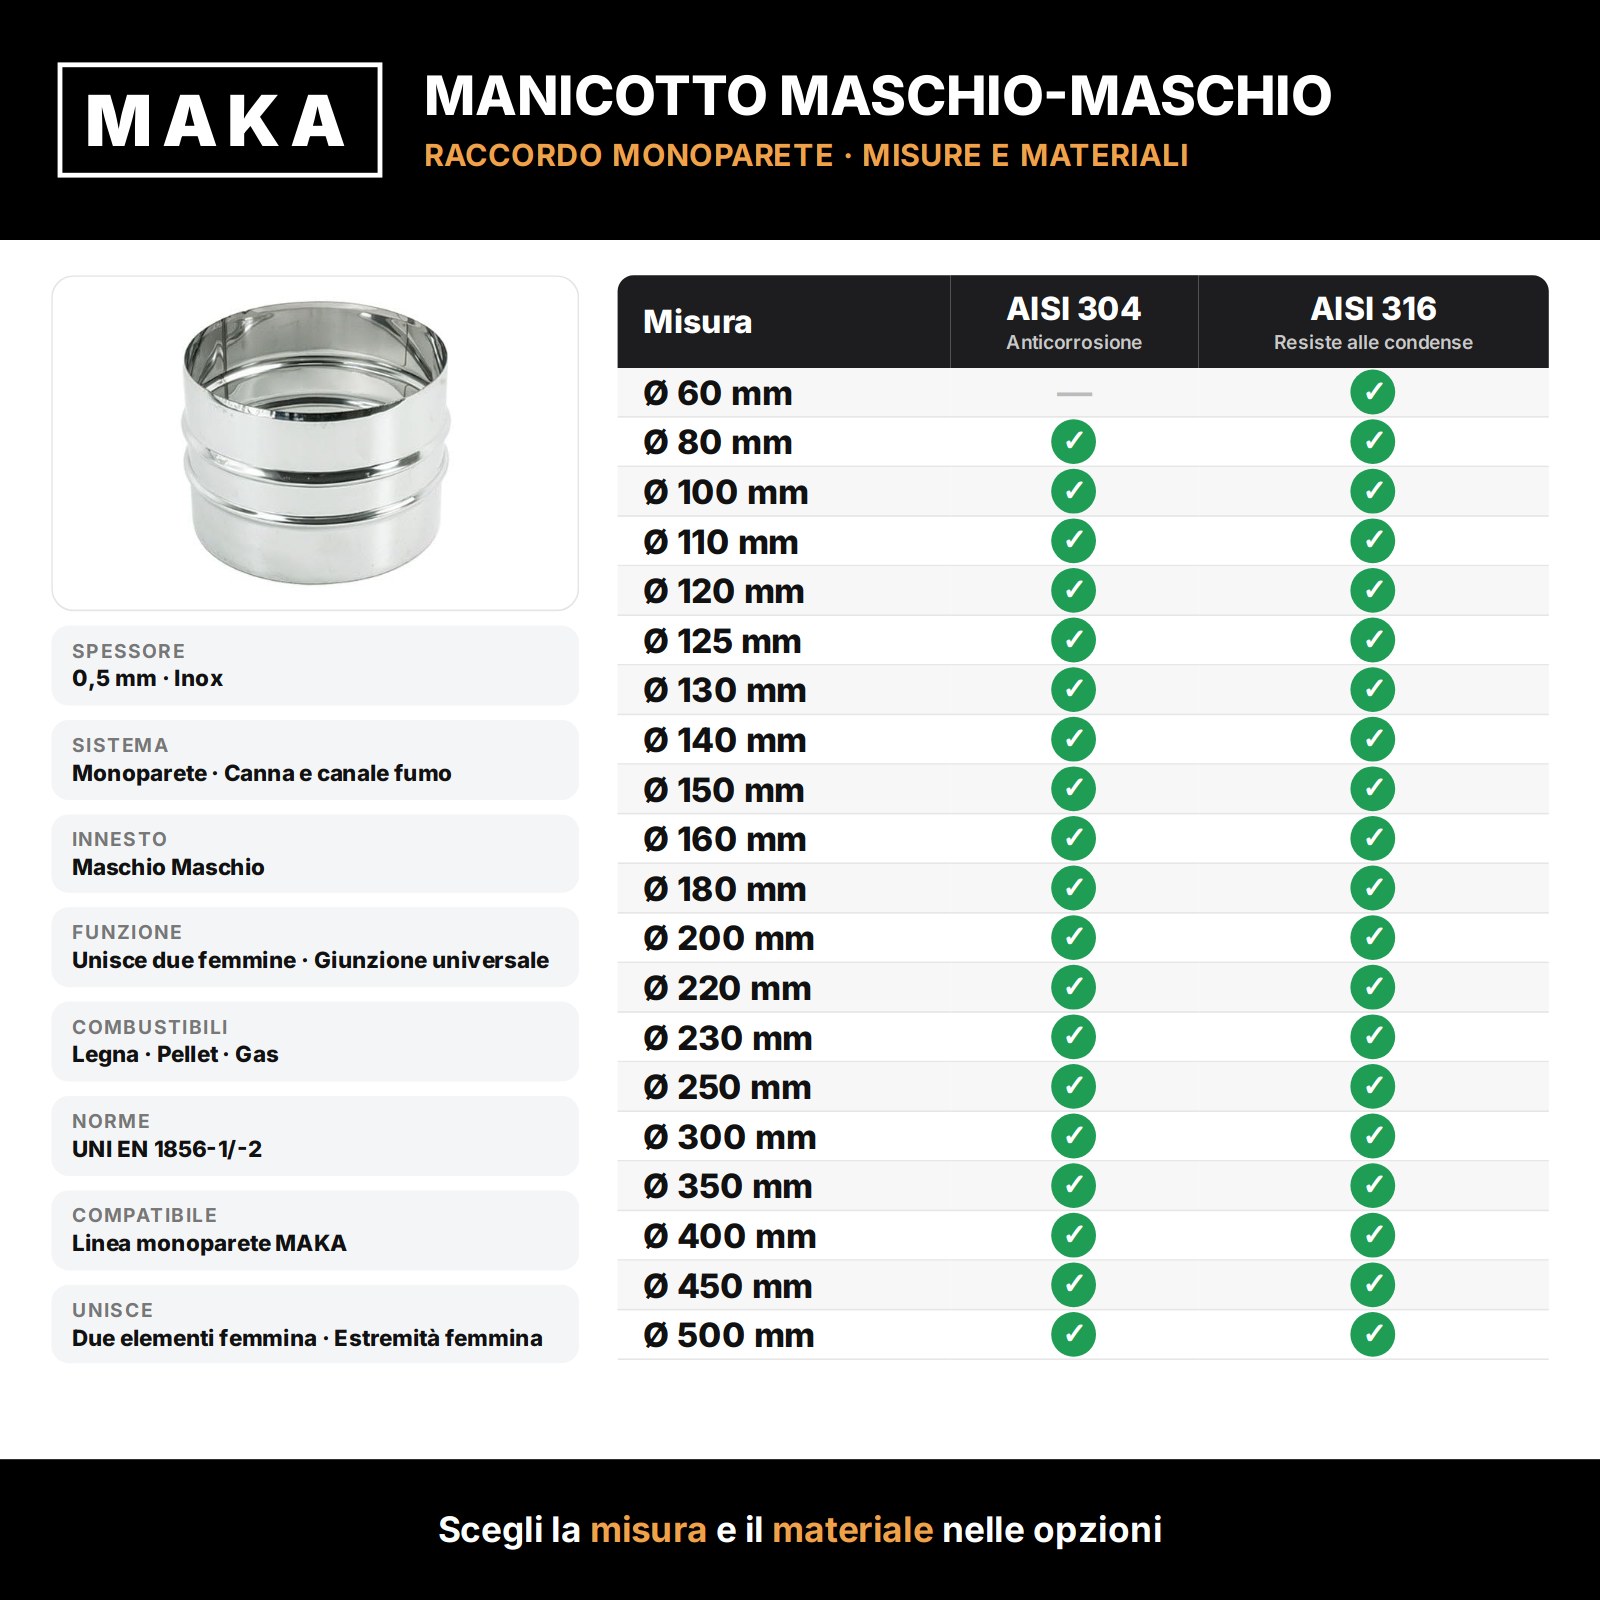 MAKA
MANICOTTO MASCHIO-MASCHIO
RACCORDO MONOPARETE · MISURE E MATERIALI
SPESSORE
0,5 mm · Inox
SISTEMA
Monoparete · Canna e canale fumo
INNESTO
Maschio Maschio
FUNZIONE
Unisce due femmine · Giunzione universale
COMBUSTIBILI
Legna · Pellet · Gas
NORME
UNI EN 1856-1/-2
COMPATIBILE
Linea monoparete MAKA
UNISCE
Due elementi femmina · Estremità femmina
Misura AISI 304 AISI 316
Anticorrosione Resiste alle condense
Ø 60 mm — ✓
Ø 80 mm ✓ ✓
Ø 100 mm ✓ ✓
Ø 110 mm ✓ ✓
Ø 120 mm ✓ ✓
Ø 125 mm ✓ ✓
Ø 130 mm ✓ ✓
Ø 140 mm ✓ ✓
Ø 150 mm ✓ ✓
Ø 160 mm ✓ ✓
Ø 180 mm ✓ ✓
Ø 200 mm ✓ ✓
Ø 220 mm ✓ ✓
Ø 230 mm ✓ ✓
Ø 250 mm ✓ ✓
Ø 300 mm ✓ ✓
Ø 350 mm ✓ ✓
Ø 400 mm ✓ ✓
Ø 450 mm ✓ ✓
Ø 500 mm ✓ ✓
Scegli la misura e il materiale nelle opzioni